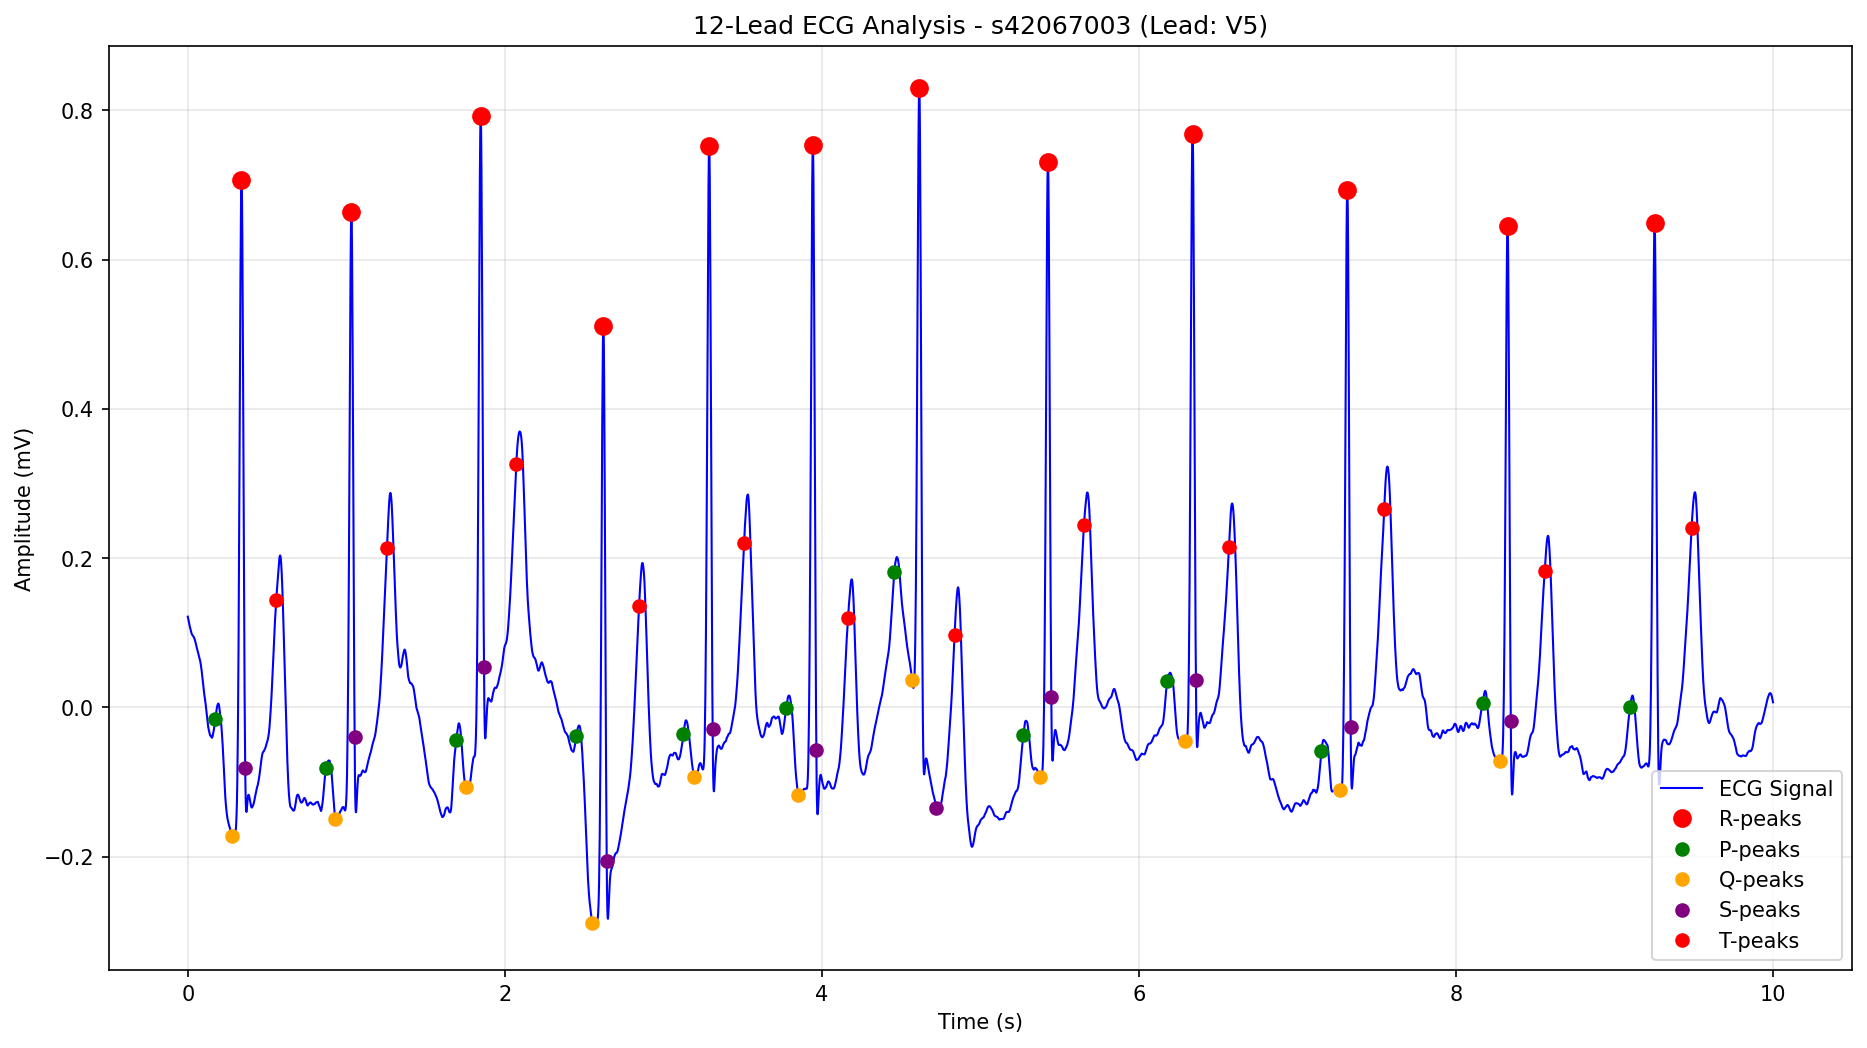 12-Lead ECG Analysis - s42067003 (Lead: V5)
Amplitude (mV)
0.8
0.6
0.4
0.2
0.0
−0.2
0
2
4
6
8
10
Time (s)
ECG Signal
R-peaks
P-peaks
Q-peaks
S-peaks
T-peaks